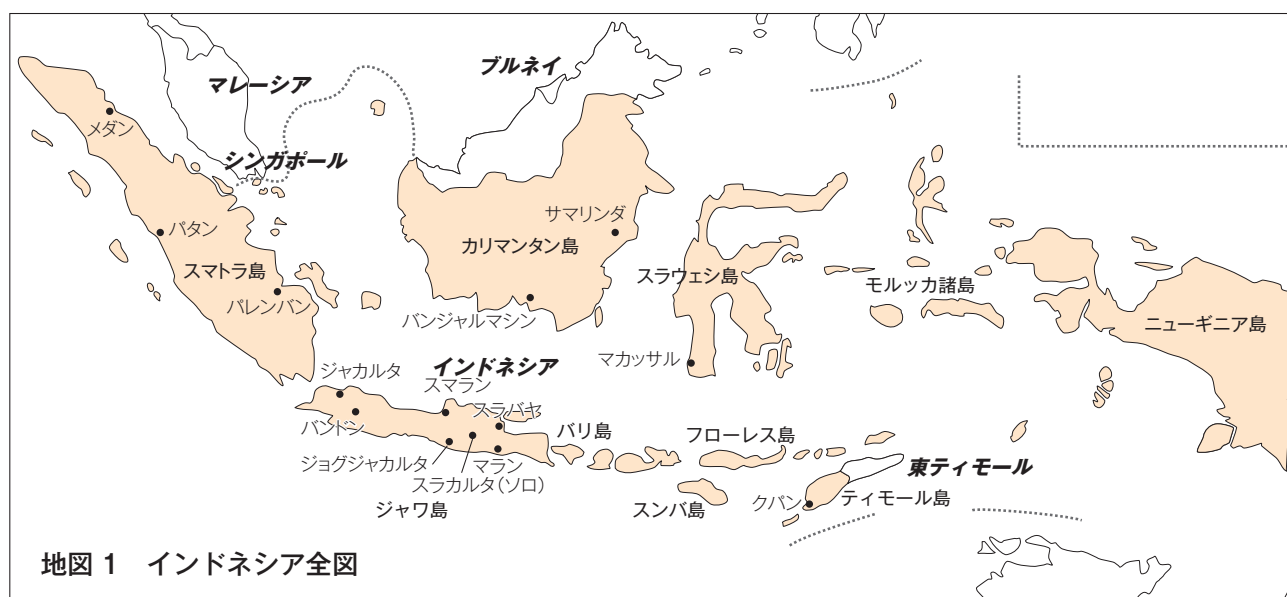 ブルネイ
マレーシア
メダン
シンガポール
サマリンダ
パタン
カリマンタン島
スマトラ島
スラウェシ島
モルッカ諸島
パレンバン
バンジャルマシン
ニューギニア島
マカッサル
インドネシア
ジャカルタ
スマラン
スラバヤ
バンドン
バリ島
フローレス島
ジョグジャカルタ
マラン
東ティモール
スラカルタ(ソロ)
ジャワ島
スンバ島
クパン
ティモール島
地図 1 インドネシア全図